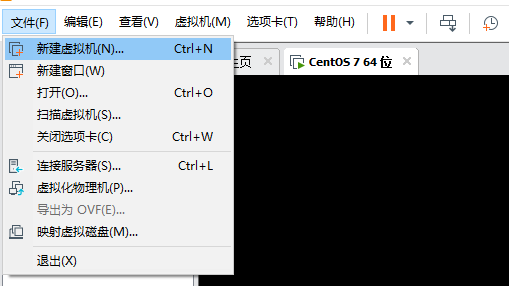 文件(F) 编辑(E) 查看(V) 虚拟机(M) 选项卡(T) 帮助(H)
主页 CentOS 7 64 位
新建虚拟机(N)... Ctrl+N
新建窗口(W)
打开(O)... Ctrl+O
扫描虚拟机(S)...
关闭选项卡(C) Ctrl+W
连接服务器(S)... Ctrl+L
虚拟化物理机(P)...
导出为 OVF(E)...
映射虚拟磁盘(M)...
退出(X)